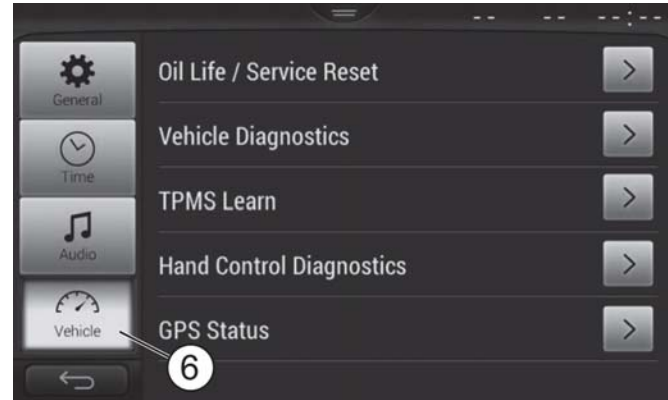 -- -- --:--
General
Time
Audio
Vehicle
Oil Life / Service Reset
Vehicle Diagnostics
TPMS Learn
Hand Control Diagnostics
GPS Status
6